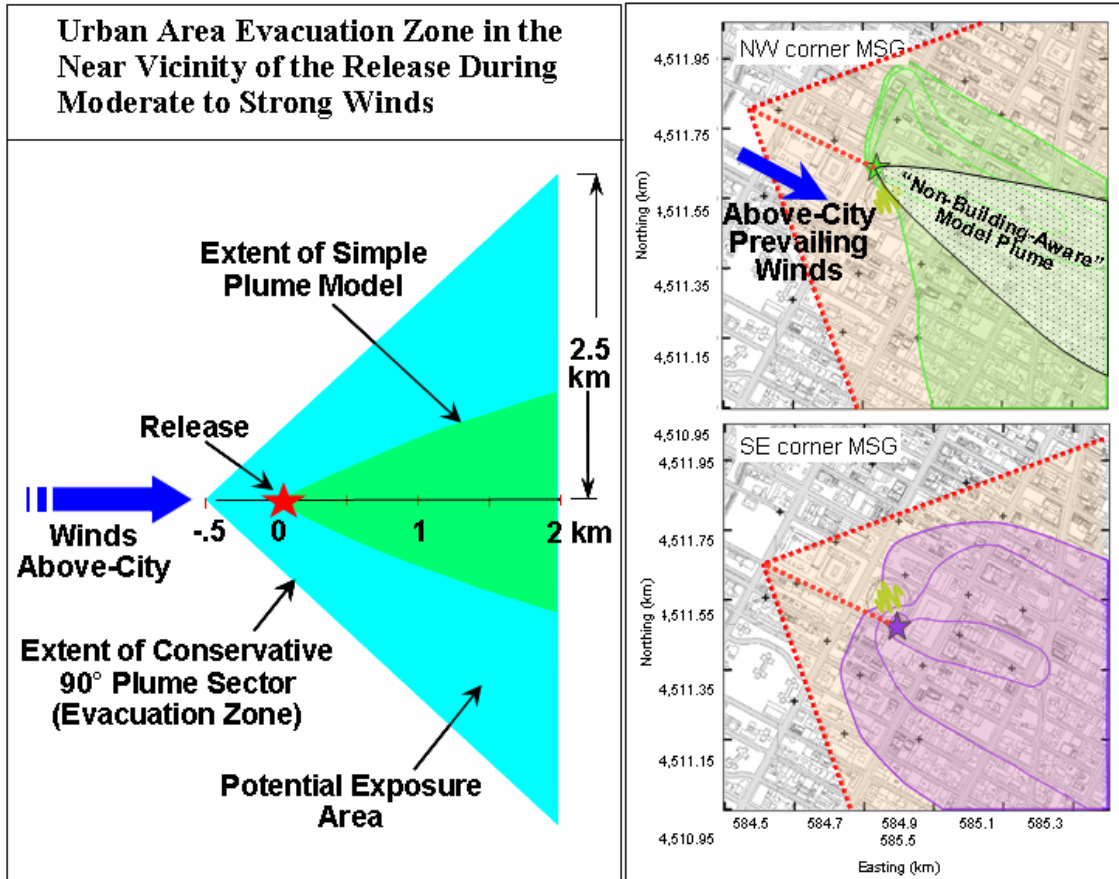 Urban Area Evacuation Zone in the
Near Vicinity of the Release During
Moderate to Strong Winds
Extent of Simple
Plume Model
2.5
km
Release
-.5
0
1
2 km
Winds
Above-City
Extent of Conservative
90° Plume Sector
(Evacuation Zone)
Potential Exposure
Area
NW corner MSG
4,511.95
4,511.75
4,511.55
4,511.35
4,511.15
4,510.95
Northing (km)
"Non-Building-Aware"
Model Plume
Above-City
Prevailing
Winds
SE corner MSG
4,511.95
4,511.75
4,511.55
4,511.35
4,511.15
4,510.95
Northing (km)
584.5
584.7
584.9
585.1
585.3
585.5
Easting (km)